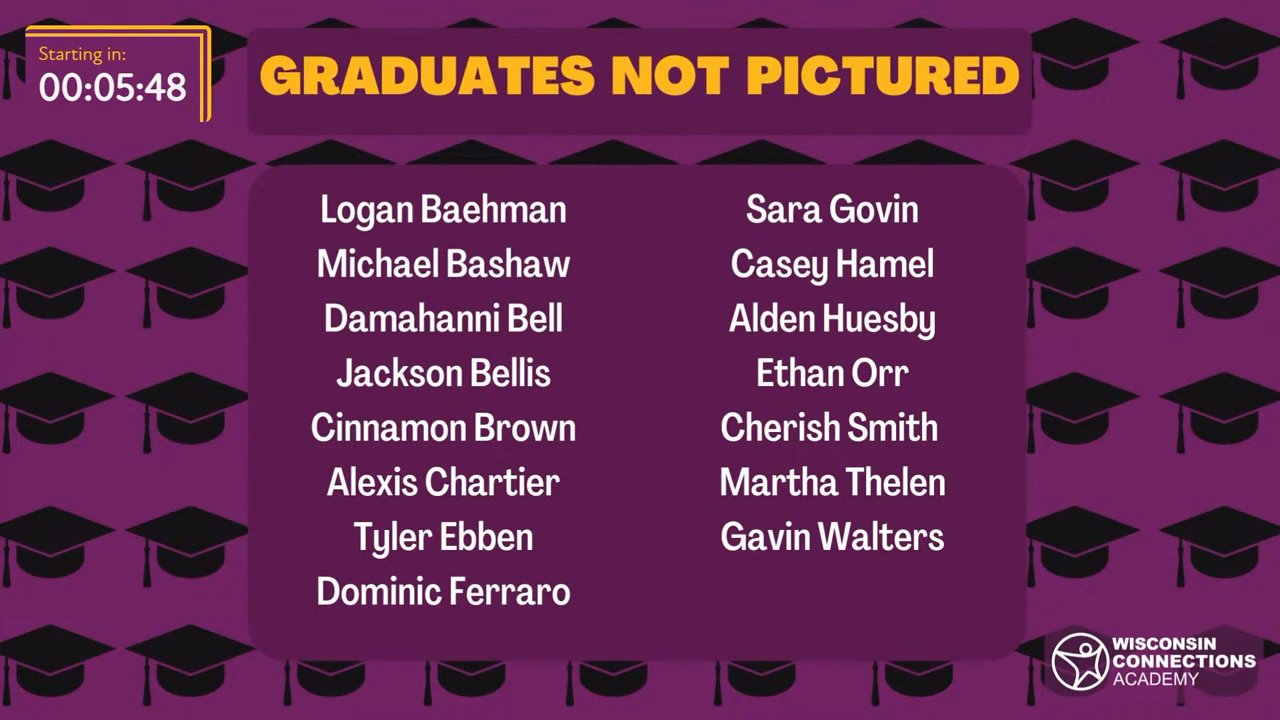 Starting in:
00:05:48
GRADUATES NOT PICTURED
Logan Baehman
Michael Bashaw
Damahanni Bell
Jackson Bellis
Cinnamon Brown
Alexis Chartier
Tyler Ebben
Dominic Ferraro
Sara Govin
Casey Hamel
Alden Huesby
Ethan Orr
Cherish Smith
Martha Thelen
Gavin Walters
WISCONSIN
CONNECTIONS
ACADEMY